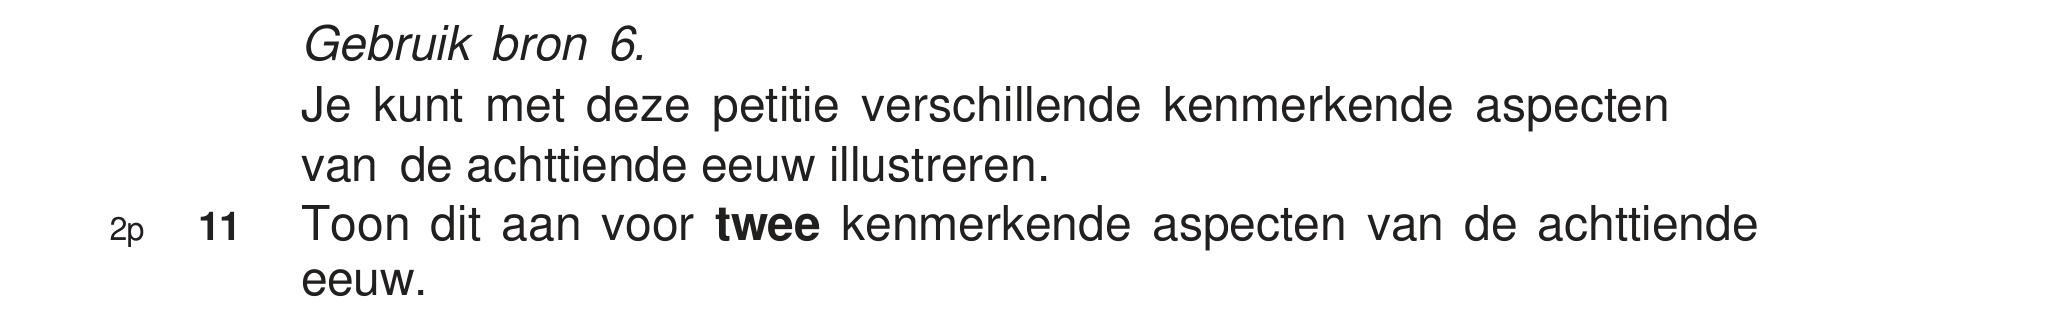 Gebruik bron 6.
Je kunt met deze petitie verschillende kenmerkende aspecten
van de achttiende eeuw illustreren.
2p 11 Toon dit aan voor twee kenmerkende aspecten van de achttiende
eeuw.